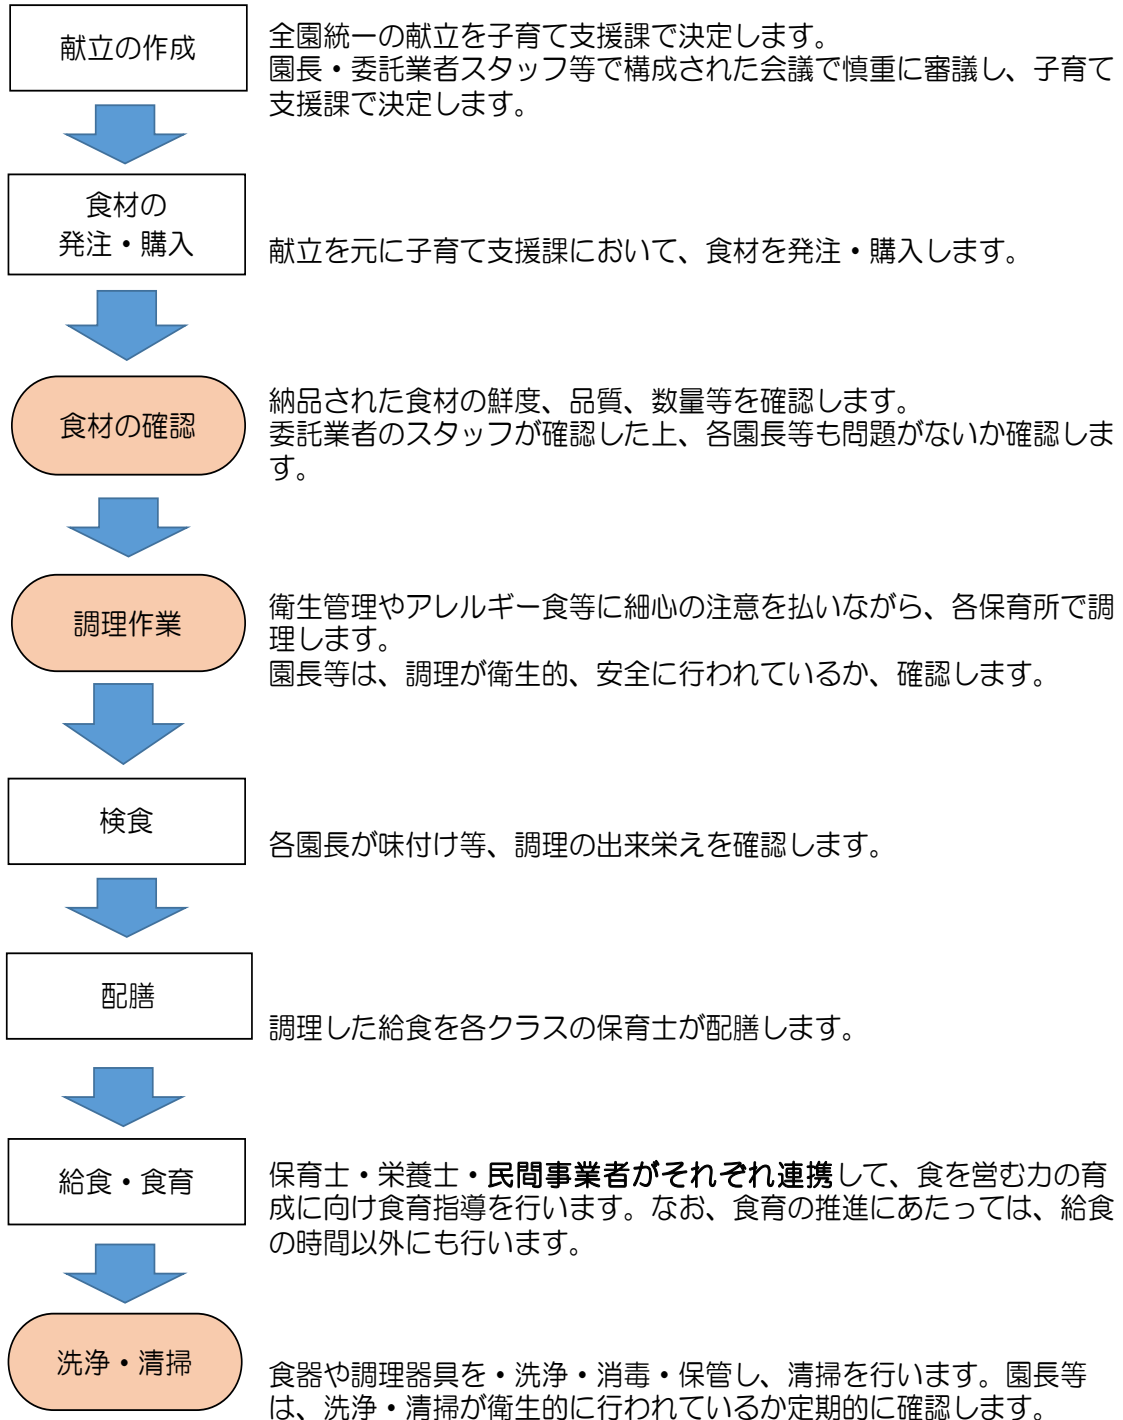 献立の作成
全園統一の献立を子育て支援課で決定します。
園長・委託業者スタッフ等で構成された会議で慎重に審議し、子育て
支援課で決定します。
食材の
発注・購入
献立を元に子育て支援課において、食材を発注・購入します。
食材の確認
納品された食材の鮮度、品質、数量等を確認します。
委託業者のスタッフが確認した上、各園長等も問題がないか確認しま
す。
調理作業
衛生管理やアレルギー食等に細心の注意を払いながら、各保育所で調
理します。
園長等は、調理が衛生的、安全に行われているか、確認します。
検食
各園長が味付け等、調理の出来栄えを確認します。
配膳
調理した給食を各クラスの保育士が配膳します。
給食・食育
保育士・栄養士・民間事業者がそれぞれ連携して、食を営む力の育
成に向け食育指導を行います。なお、食育の推進にあたっては、給食
の時間以外にも行います。
洗浄・清掃
食器や調理器具を・洗浄・消毒・保管し、清掃を行います。園長等
は、洗浄・清掃が衛生的に行われているか定期的に確認します。